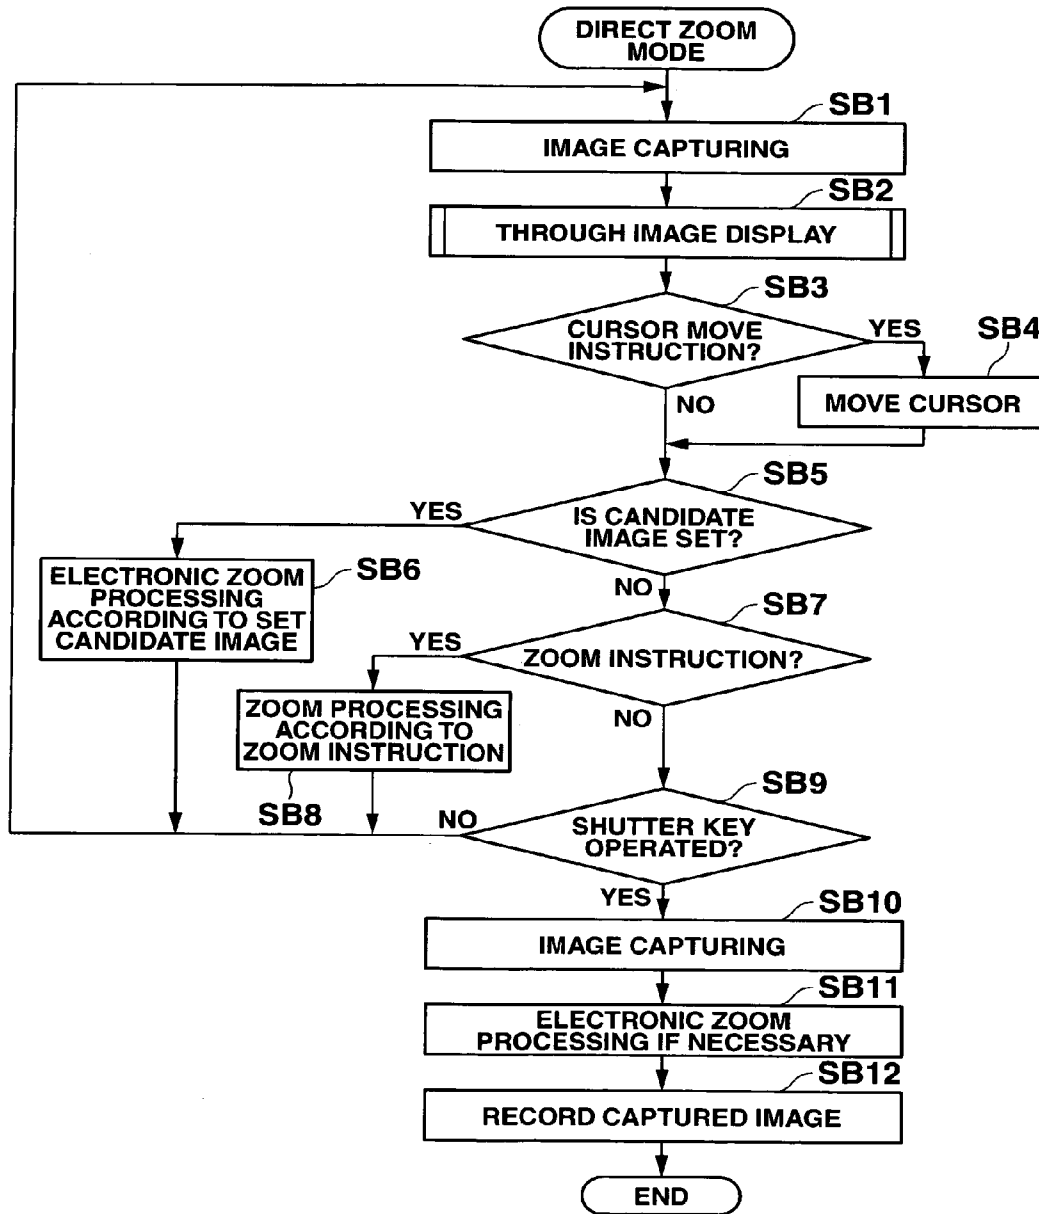 DIRECT ZOOM
MODE
SB1
IMAGE CAPTURING
SB2
THROUGH IMAGE DISPLAY
SB3
CURSOR MOVE
INSTRUCTION?
YES
SB4
MOVE CURSOR
NO
SB5
YES
IS CANDIDATE
IMAGE SET?
SB6
ELECTRONIC ZOOM
PROCESSING
ACCORDING TO SET
CANDIDATE IMAGE
NO
SB7
YES
ZOOM INSTRUCTION?
ZOOM PROCESSING
ACCORDING TO
ZOOM INSTRUCTION
SB8
NO
SB9
NO
SHUTTER KEY
OPERATED?
YES
SB10
IMAGE CAPTURING
SB11
ELECTRONIC ZOOM
PROCESSING IF NECESSARY
SB12
RECORD CAPTURED IMAGE
END